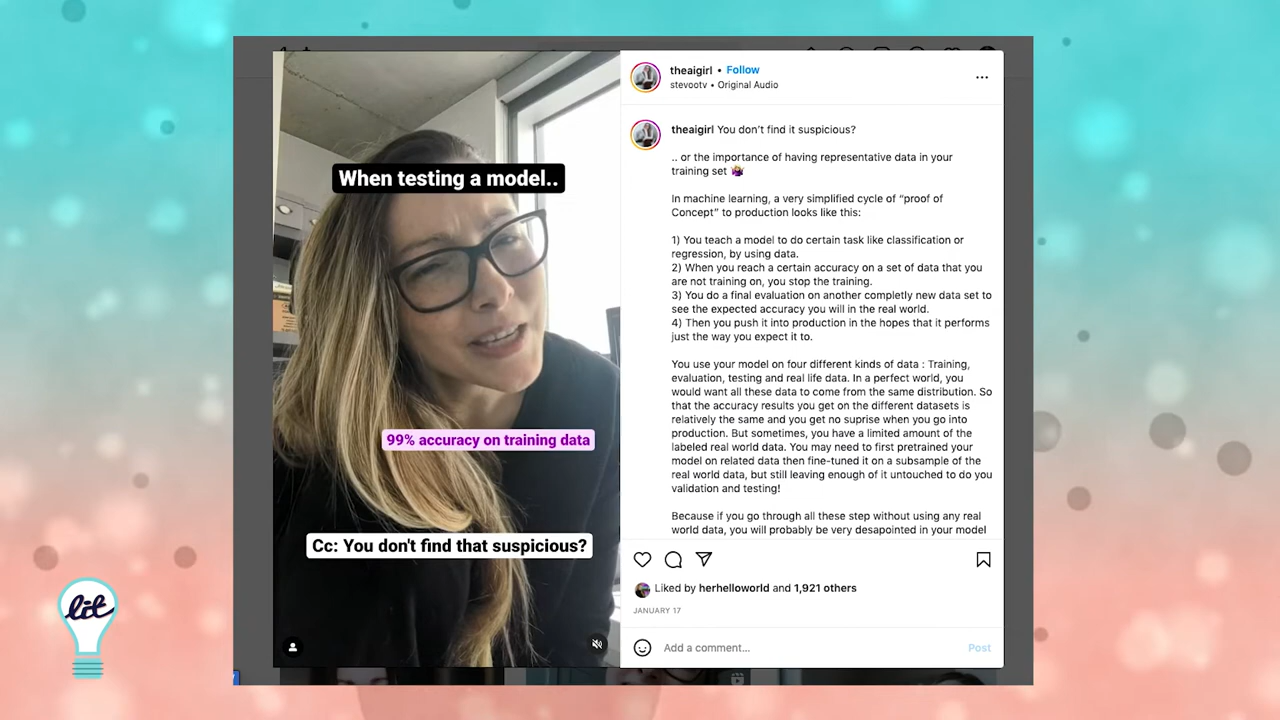 theaigirl • Follow
stevootv • Original Audio
theaigirl You don't find it suspicious?
.. or the importance of having representative data in your
training set 🤷‍♀️
In machine learning, a very simplified cycle of "proof of
Concept" to production looks like this:
1) You teach a model to do certain task like classification or
regression, by using data.
2) When you reach a certain accuracy on a set of data that you
are not training on, you stop the training.
3) You do a final evaluation on another completly new data set to
see the expected accuracy you will in the real world.
4) Then you push it into production in the hopes that it performs
just the way you expect it to.
You use your model on four different kinds of data : Training,
evaluation, testing and real life data. In a perfect world, you
would want all these data to come from the same distribution. So
that the accuracy results you get on the different datasets is
relatively the same and you get no suprise when you go into
production. But sometimes, you have a limited amount of the
labeled real world data. You may need to first pretrained your
model on related data then fine-tuned it on a subsample of the
real world data, but still leaving enough of it untouched to do you
validation and testing!
Because if you go through all these step without using any real
world data, you will probably be very desapointed in your model
Liked by herhelloworld and 1,921 others
JANUARY 17
Add a comment...
Post
When testing a model..
99% accuracy on training data
Cc: You don't find that suspicious?
lit